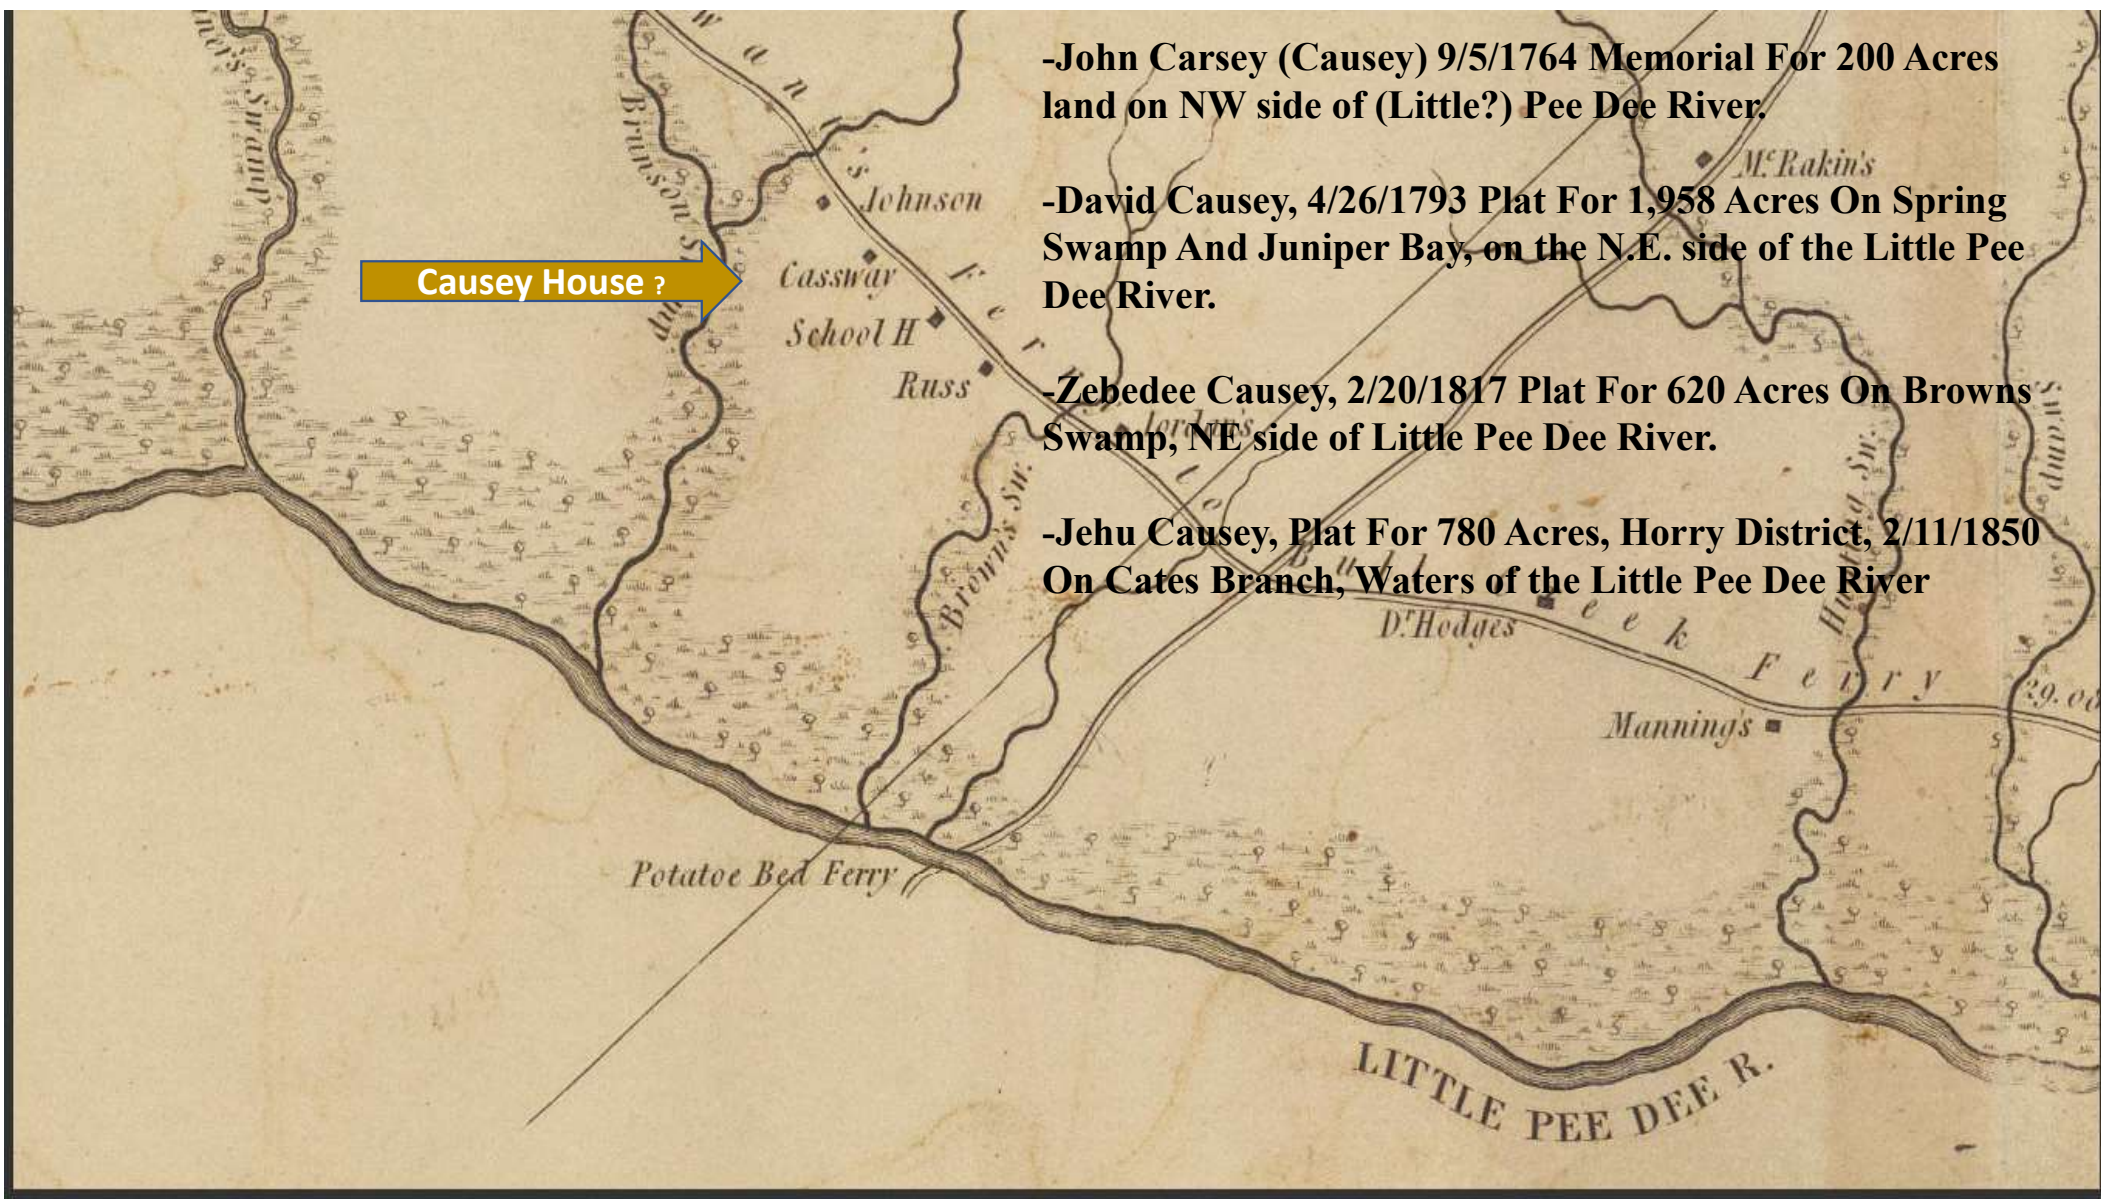 -John Carsey (Causey) 9/5/1764 Memorial For 200 Acres
land on NW side of (Little?) Pee Dee River.
-David Causey, 4/26/1793 Plat For 1,958 Acres On Spring
Swamp And Juniper Bay, on the N.E. side of the Little Pee
Dee River.
-Zebedee Causey, 2/20/1817 Plat For 620 Acres On Browns
Swamp, NE side of Little Pee Dee River.
-Jehu Causey, Plat For 780 Acres, Horry District, 2/11/1850
On Cates Branch, Waters of the Little Pee Dee River
Causey House ?
Swamp
Brunson Swamp
Johnson
Cassway
School H
Russ
McRakin's
Brown's Sw.
Dr Hodges
Manning's
Ferry
Sw.
Swamp
Potatoe Bed Ferry
LITTLE PEE DEE R.